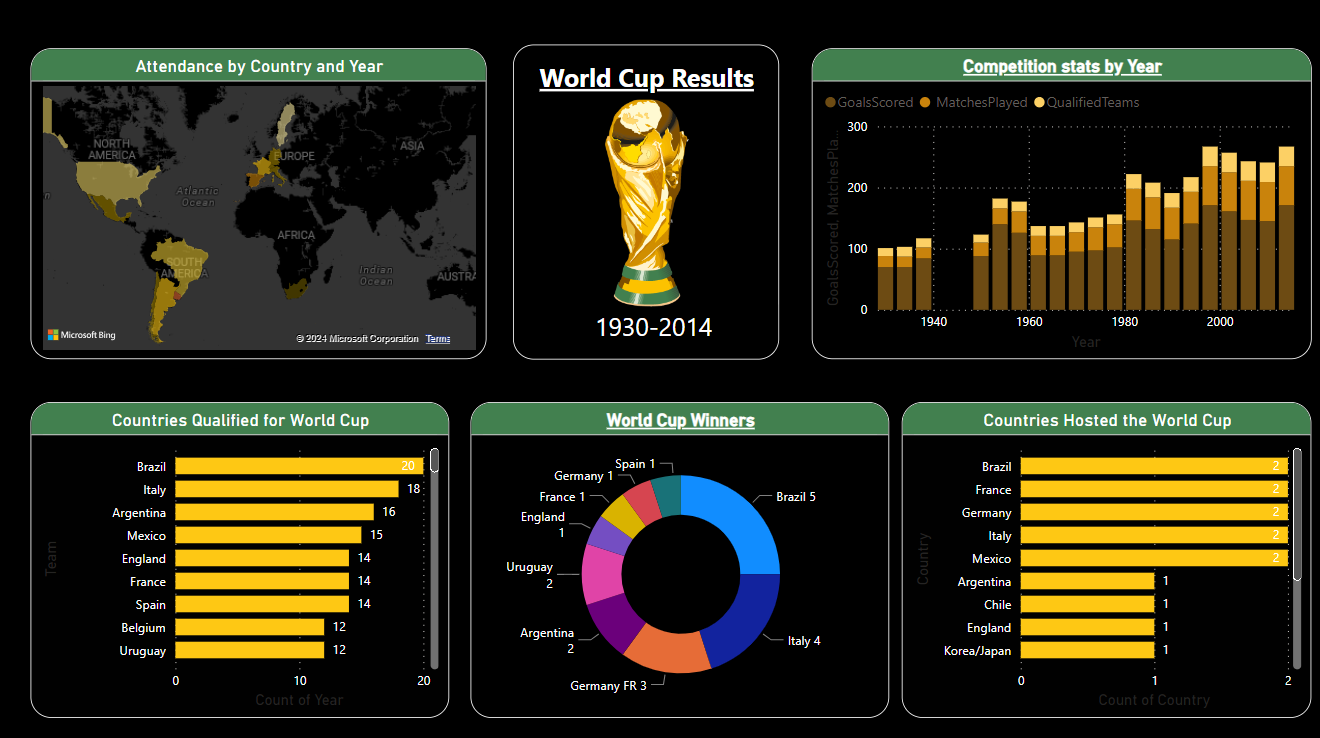 Attendance by Country and Year
NORTH
AMERICA
EUROPE
ASIA
Atlantic
Ocean
AFRICA
SOUTH
AMERICA
Indian
Ocean
AUSTRA
Microsoft Bing
© 2024 Microsoft Corporation Terms
World Cup Results
1930-2014
Competition stats by Year
GoalsScored MatchesPlayed QualifiedTeams
GoalsScored, MatchesPla...
300
200
100
0
1940 1960 1980 2000
Year
Countries Qualified for World Cup
Team
Brazil 20
Italy 18
Argentina 16
Mexico 15
England 14
France 14
Spain 14
Belgium 12
Uruguay 12
0 10 20
Count of Year
World Cup Winners
Spain 1
Germany 1
France 1
England
1
Uruguay
2
Argentina
2
Germany FR 3
Brazil 5
Italy 4
Countries Hosted the World Cup
Country
Brazil 2
France 2
Germany 2
Italy 2
Mexico 2
Argentina 1
Chile 1
England 1
Korea/Japan 1
0 1 2
Count of Country